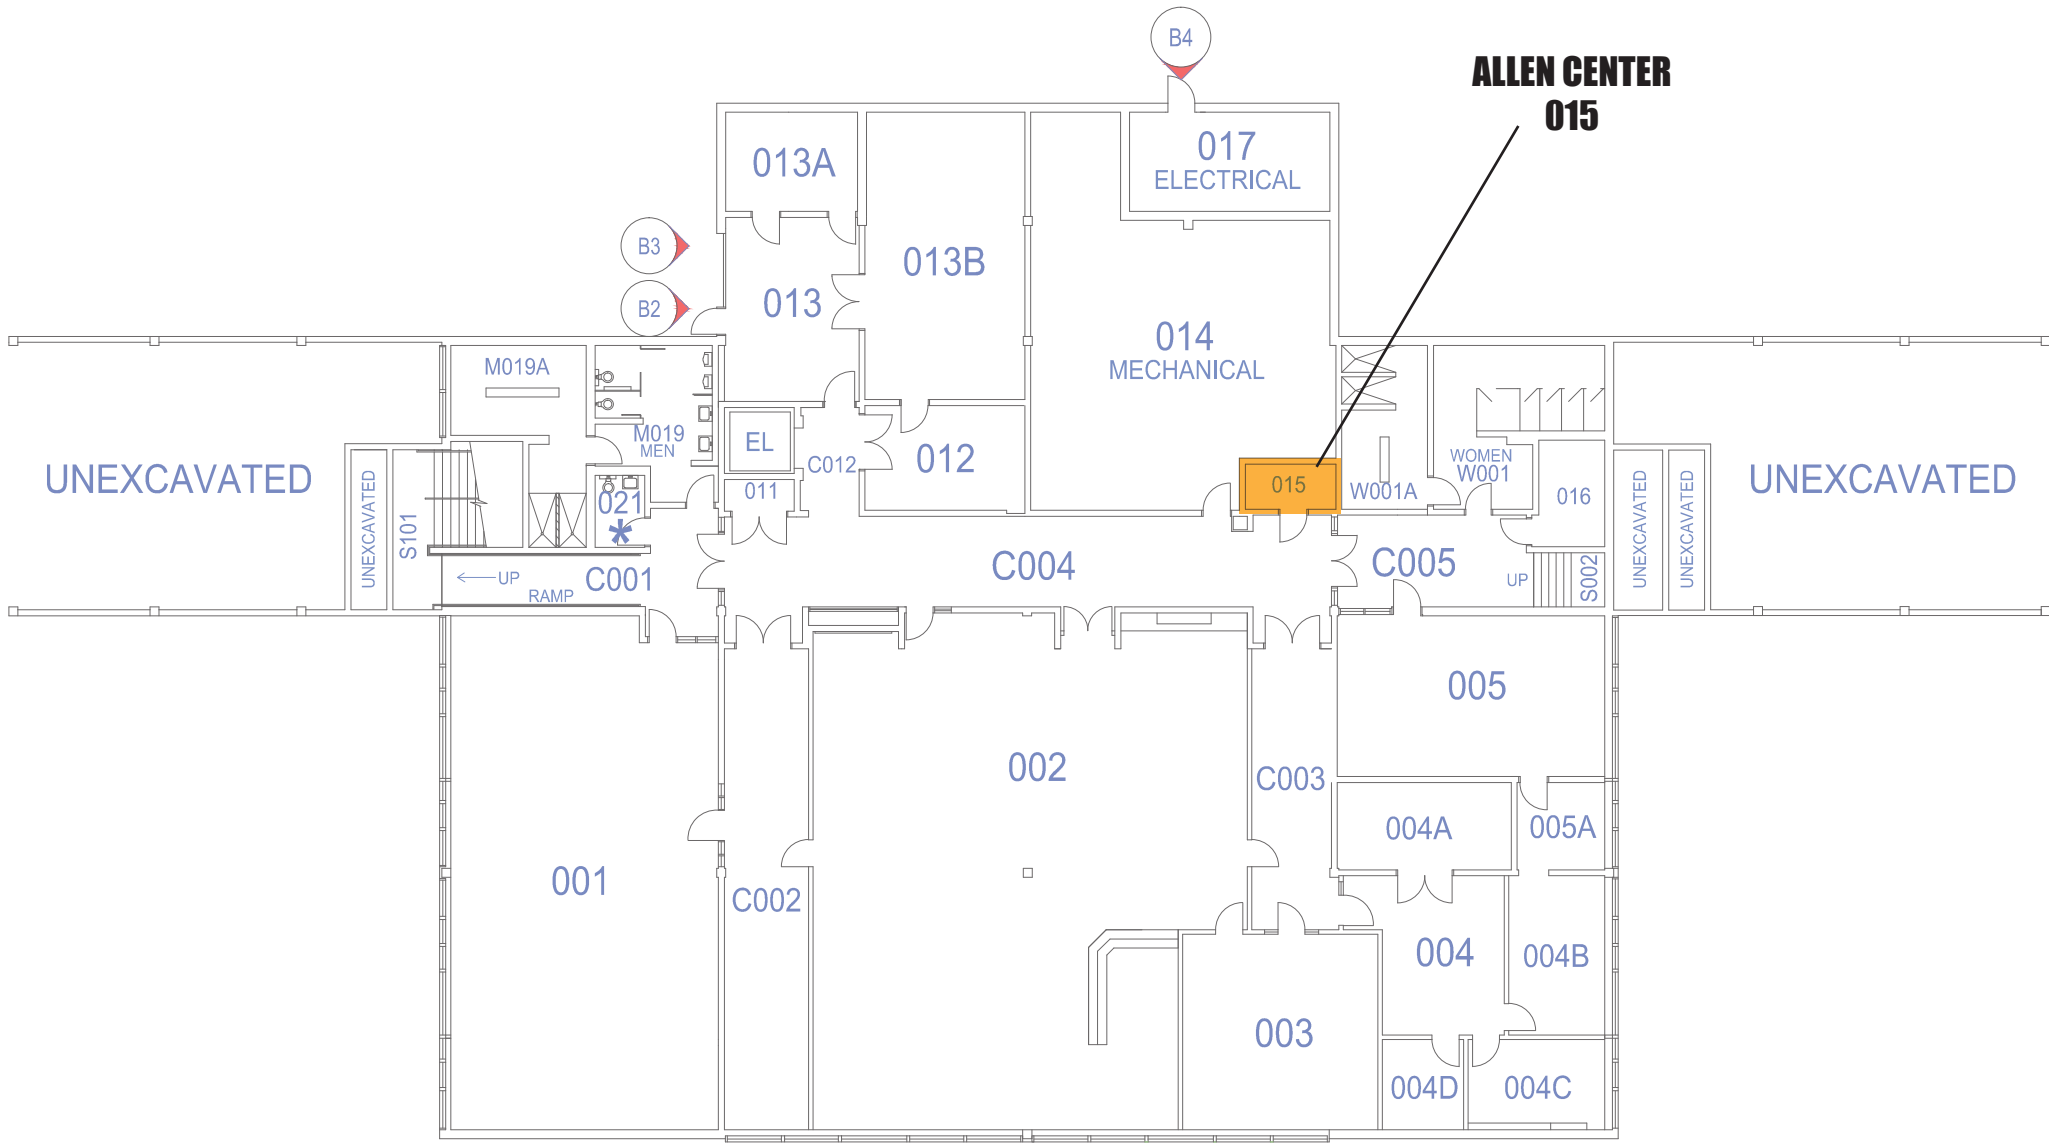 B4
ALLEN CENTER
015
017
ELECTRICAL
013A
B3
013B
013
B2
014
MECHANICAL
M019A
M019
MEN
EL
C012
012
WOMEN
W001
UNEXCAVATED
UNEXCAVATED
S101
021
*
011
015
W001A
016
UNEXCAVATED
UNEXCAVATED
UNEXCAVATED
UP
RAMP
C001
C004
C005
UP
S002
005
002
C003
004A
005A
001
C002
004
004B
003
004D
004C